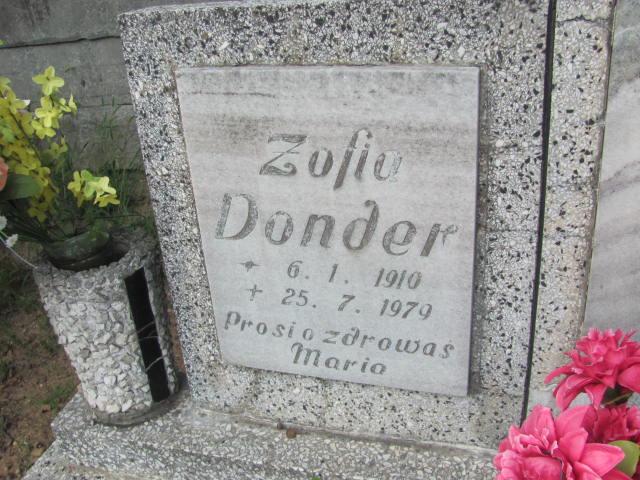 Zofia
Donder
* 6. 1. 1910
+ 25. 7. 1979
Prosi o zdrowaś
Maria